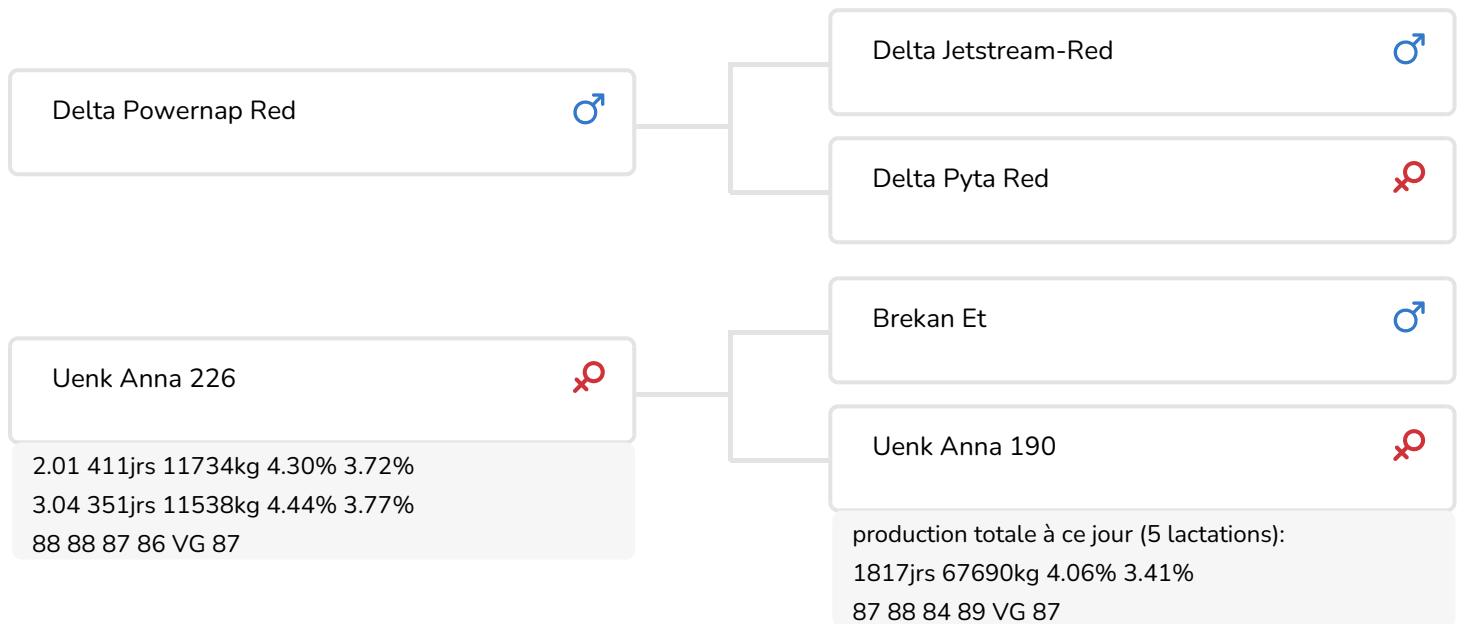 Delta Powernap Red
Delta Jetstream-Red
Delta Pyta Red
Uenk Anna 226
2.01 411jrs 11734kg 4.30% 3.72%
3.04 351jrs 11538kg 4.44% 3.77%
88 88 87 86 VG 87
Brekan Et
Uenk Anna 190
production totale à ce jour (5 lactations):
1817jrs 67690kg 4.06% 3.41%
87 88 84 89 VG 87